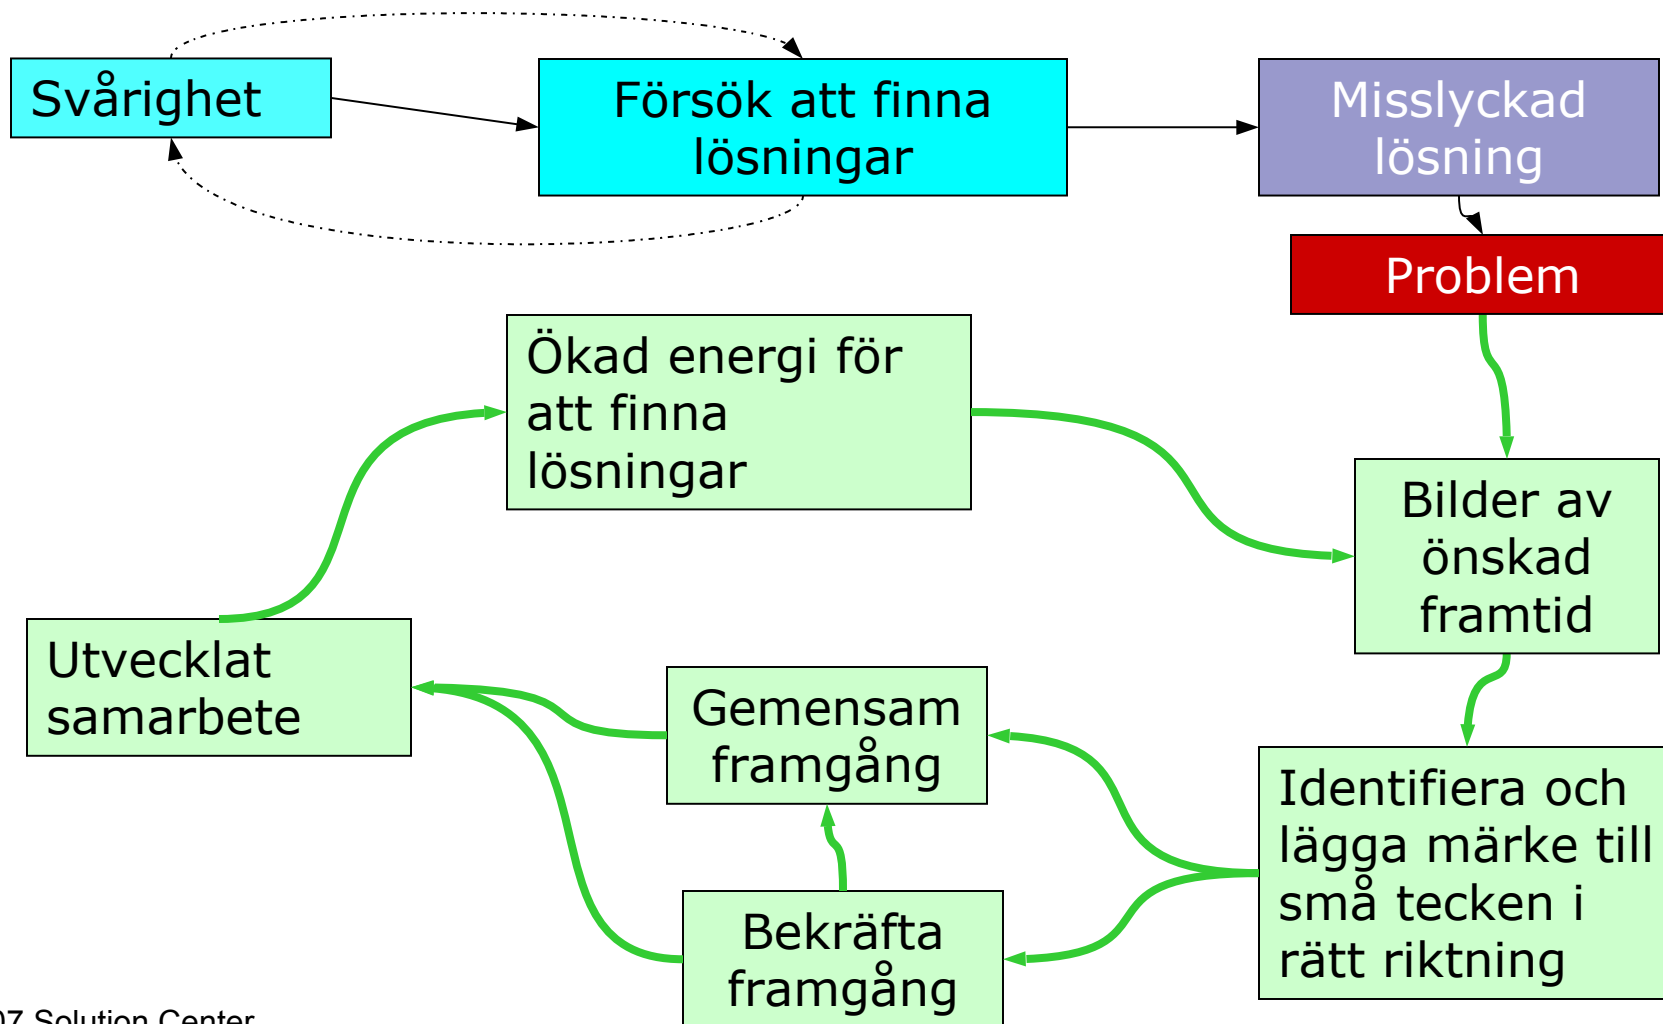 Svårighet
Försök att finna
lösningar
Misslyckad
lösning
Problem
Ökad energi för
att finna
lösningar
Bilder av
önskad
framtid
Utvecklat
samarbete
Gemensam
framgång
Identifiera och
lägga märke till
små tecken i
rätt riktning
Bekräfta
framgång
07 Solution Center